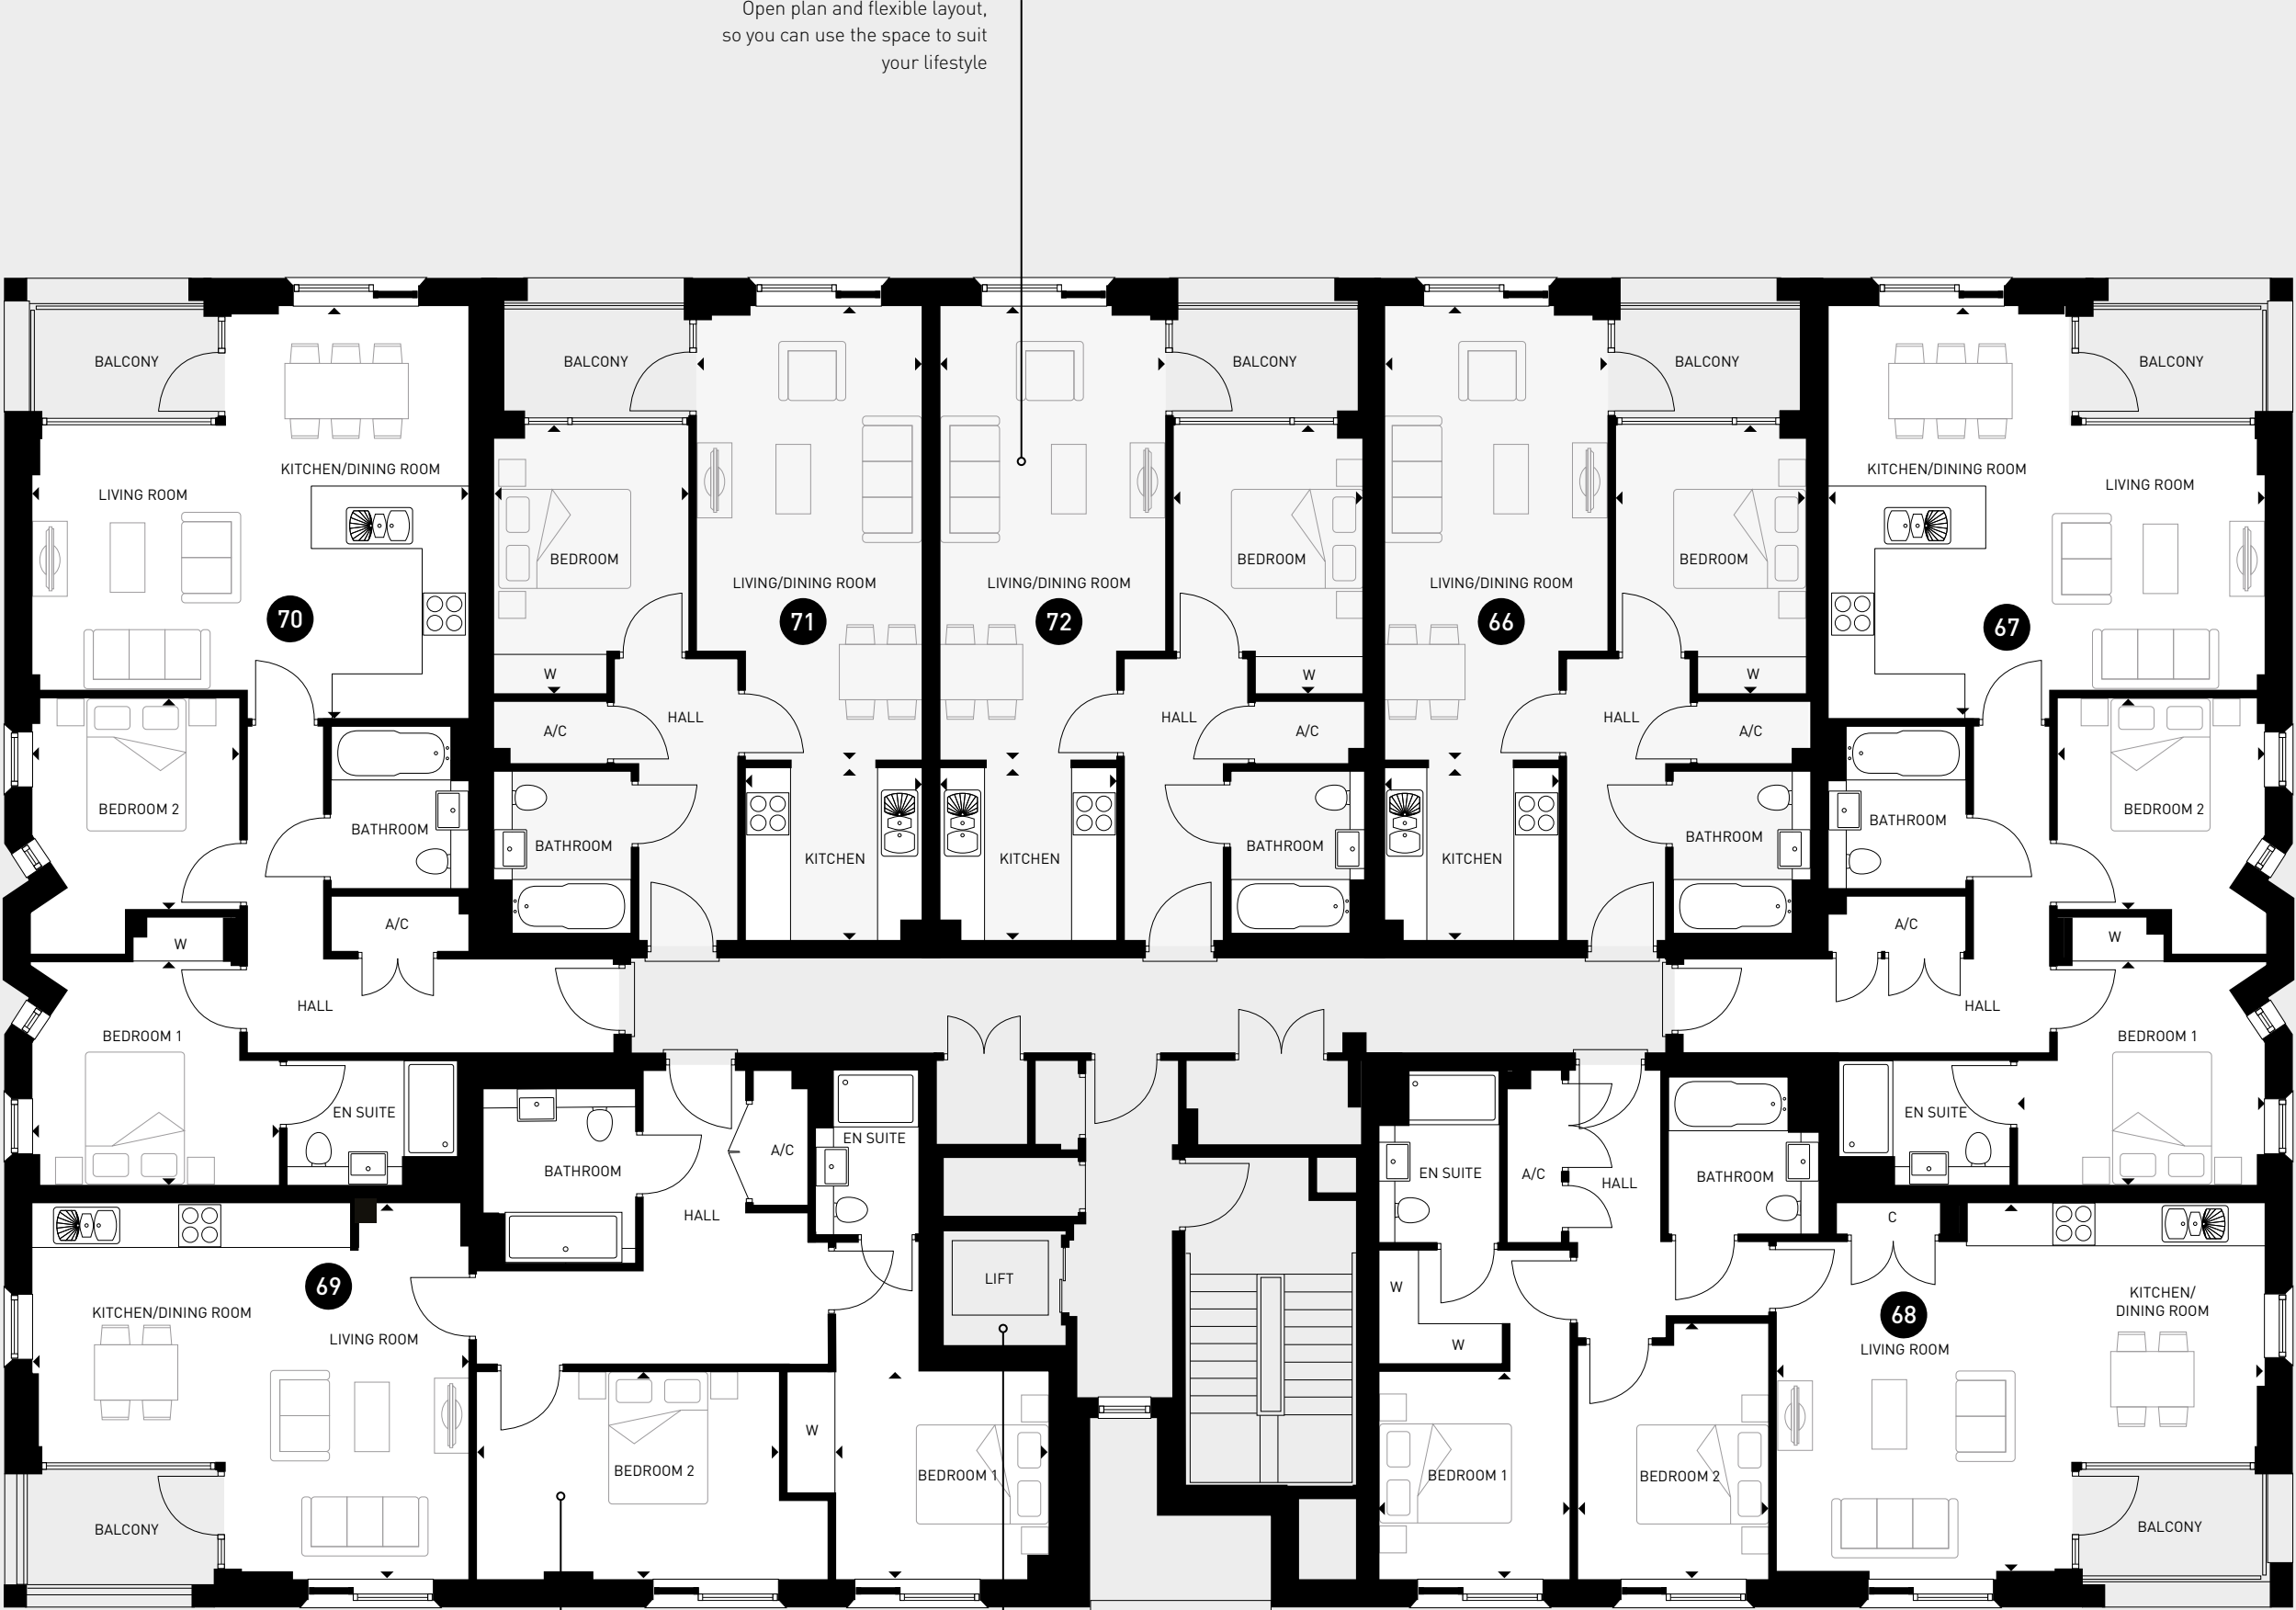 Open plan and flexible layout,
so you can use the space to suit
your lifestyle
BALCONY
KITCHEN/DINING ROOM
LIVING ROOM
70
BEDROOM 2
BATHROOM
W
A/C
HALL
BEDROOM 1
EN SUITE
BALCONY
BEDROOM
LIVING/DINING ROOM
71
W
HALL
A/C
BATHROOM
KITCHEN
BALCONY
BEDROOM
LIVING/DINING ROOM
72
W
HALL
A/C
BATHROOM
KITCHEN
BALCONY
BEDROOM
LIVING/DINING ROOM
66
W
HALL
A/C
BATHROOM
KITCHEN
BALCONY
KITCHEN/DINING ROOM
LIVING ROOM
67
BEDROOM 2
BATHROOM
A/C
W
HALL
BEDROOM 1
EN SUITE
69
KITCHEN/DINING ROOM
LIVING ROOM
BALCONY
BATHROOM
A/C
EN SUITE
HALL
BEDROOM 2
W
BEDROOM 1
LIFT
EN SUITE
A/C
HALL
BATHROOM
C
W
W
68
LIVING ROOM
KITCHEN/
DINING ROOM
BEDROOM 1
BEDROOM 2
BALCONY